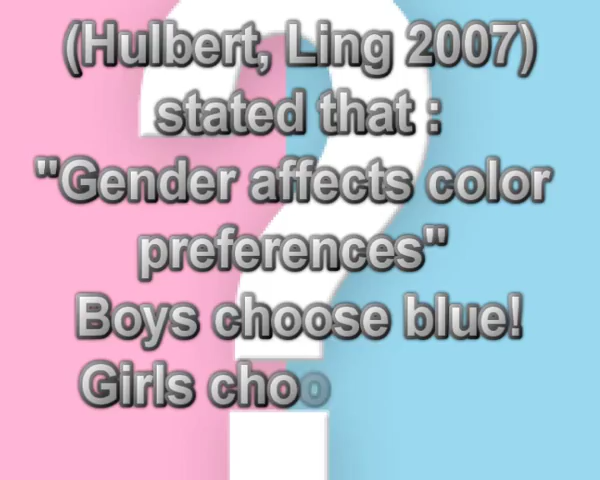 (Hulbert, Ling 2007)
stated that :
"Gender affects color
preferences"
Boys choose blue!
Girls choo